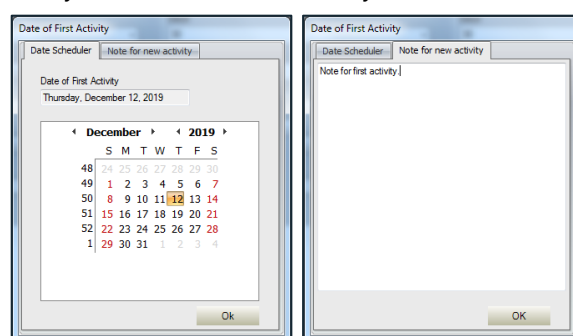 Date of First Activity
Date Scheduler Note for new activity
Date of First Activity
Thursday, December 12, 2019
December 2019
S M T W T F S
48 24 25 26 27 28 29 30
49 1 2 3 4 5 6 7
50 8 9 10 11 12 13 14
51 15 16 17 18 19 20 21
52 22 23 24 25 26 27 28
1 29 30 31 1 2 3 4
Ok
Date of First Activity
Date Scheduler Note for new activity
Note for first activity.
OK